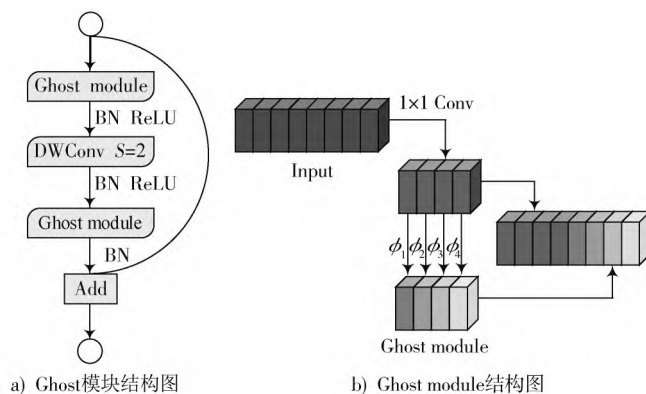 Ghost module
BN ReLU
DWConv S=2
BN ReLU
Ghost module
BN
Add
a) Ghost模块结构图
1×1 Conv
Input
ϕ1 ϕ2 ϕ3 ϕ4
Ghost module
b) Ghost module结构图